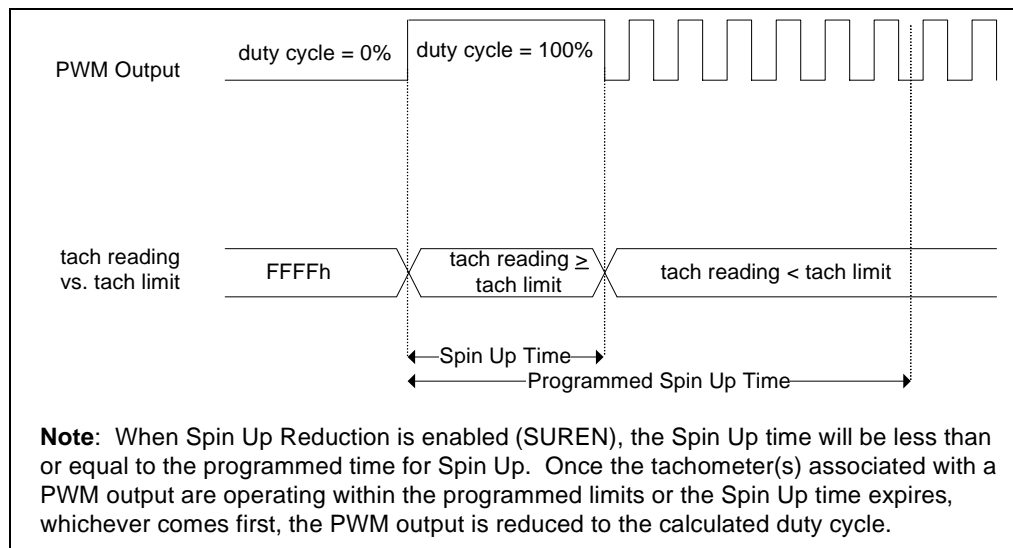 duty cycle = 0%
duty cycle = 100%
PWM Output
tach reading
vs. tach limit
FFFFh
tach reading ≥
tach limit
tach reading < tach limit
Spin Up Time
Programmed Spin Up Time
Note: When Spin Up Reduction is enabled (SUREN), the Spin Up time will be less than
or equal to the programmed time for Spin Up. Once the tachometer(s) associated with a
PWM output are operating within the programmed limits or the Spin Up time expires,
whichever comes first, the PWM output is reduced to the calculated duty cycle.